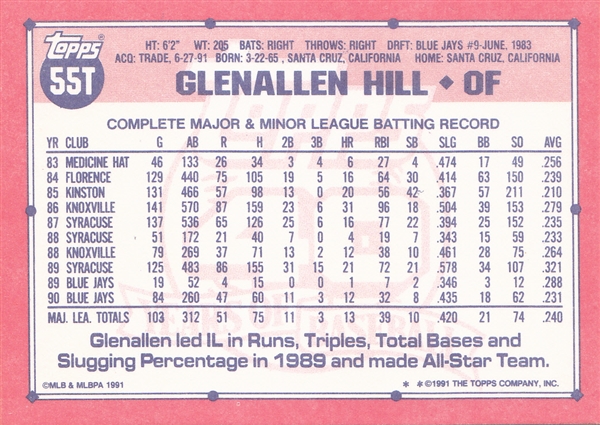 topps
55T
HT: 6'2" WT: 205 BATS: RIGHT THROWS: RIGHT DRFT: BLUE JAYS #9-JUNE, 1983
ACQ: TRADE, 6-27-91 BORN: 3-22-65, SANTA CRUZ, CALIFORNIA HOME: SANTA CRUZ, CALIFORNIA
GLENALLEN HILL ◆ OF
COMPLETE MAJOR & MINOR LEAGUE BATTING RECORD
YR CLUB G AB R H 2B 3B HR RBI SB SLG BB SO AVG
83 MEDICINE HAT 46 133 26 34 3 4 6 27 4 .474 17 49 .256
84 FLORENCE 129 440 75 105 19 5 16 64 30 .414 63 150 .239
85 KINSTON 131 466 57 98 13 0 20 56 42 .367 57 211 .210
86 KNOXVILLE 141 570 87 159 23 6 31 96 18 .504 39 153 .279
87 SYRACUSE 137 536 65 126 25 6 16 77 22 .394 25 152 .235
88 SYRACUSE 51 172 21 40 7 0 4 19 7 .343 15 59 .233
88 KNOXVILLE 79 269 37 71 13 2 12 38 10 .461 28 75 .264
89 SYRACUSE 125 483 86 155 31 15 21 72 21 .578 34 107 .321
89 BLUE JAYS 19 52 4 15 0 0 1 7 2 .346 3 12 .288
90 BLUE JAYS 84 260 47 60 11 3 12 32 8 .435 18 62 .231
MAJ. LEA. TOTALS 103 312 51 75 11 3 13 39 10 .420 21 74 .240
Glenallen led IL in Runs, Triples, Total Bases and
Slugging Percentage in 1989 and made All-Star Team.
©MLB & MLBPA 1991 * * ©1991 THE TOPPS COMPANY, INC.